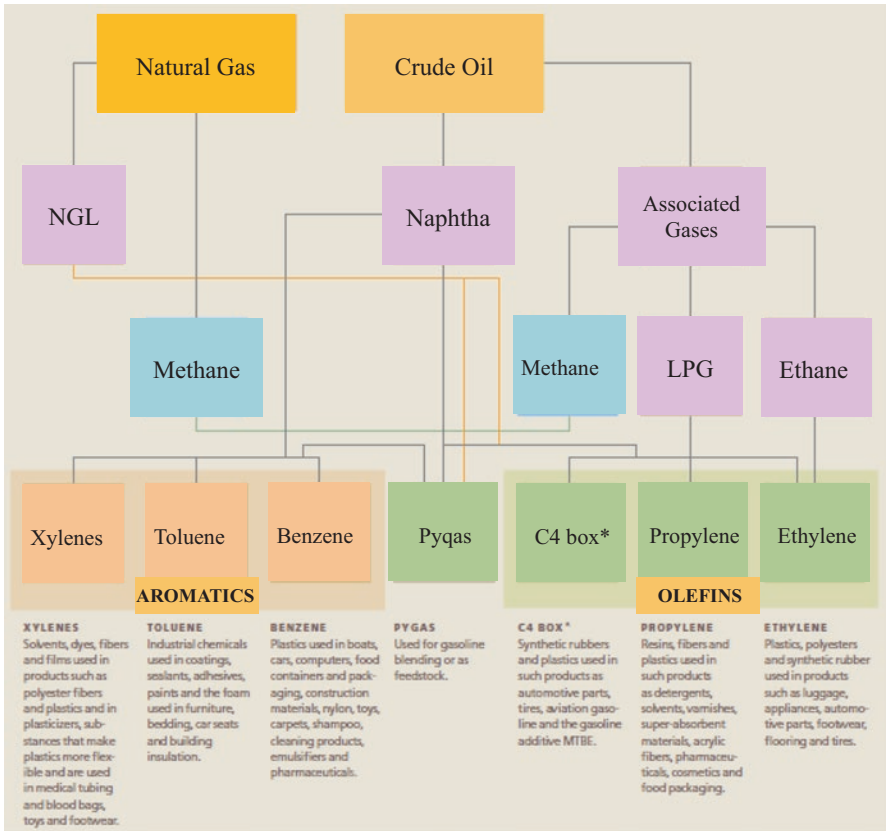 Natural Gas
Crude Oil
NGL
Naphtha
Associated
Gases
Methane
Methane
LPG
Ethane
Xylenes
Toluene
Benzene
Pyqas
C4 box*
Propylene
Ethylene
AROMATICS
OLEFINS
XYLENES
Solvents, dyes, fibers
and films used in
products such as
polyester fibers
and plastics and in
plasticizers, sub-
stances that make
plastics more flex-
ible and are used
in medical tubing
and blood bags,
toys and footwear.
TOLUENE
Industrial chemicals
used in coatings,
sealants, adhesives,
paints and the foam
used in furniture,
bedding, car seats
and building
insulation.
BENZENE
Plastics used in boats,
cars, computers, food
containers and pack-
aging, construction
materials, nylon, toys,
carpets, shampoo,
cleaning products,
emulsifiers and
pharmaceuticals.
PYGAS
Used for gasoline
blending or as
feedstock.
C4 BOX*
Synthetic rubbers
and plastics used in
such products as
automotive parts,
tires, aviation gaso-
line and the gasoline
additive MTBE.
PROPYLENE
Resins, fibers and
plastics used in
such products
as detergents,
solvents, varnishes,
super-absorbent
materials, acrylic
fibers, pharmaceu-
ticals, cosmetics and
food packaging.
ETHYLENE
Plastics, polyesters
and synthetic rubber
used in products
such as luggage,
appliances, automo-
tive parts, footwear,
flooring and tires.